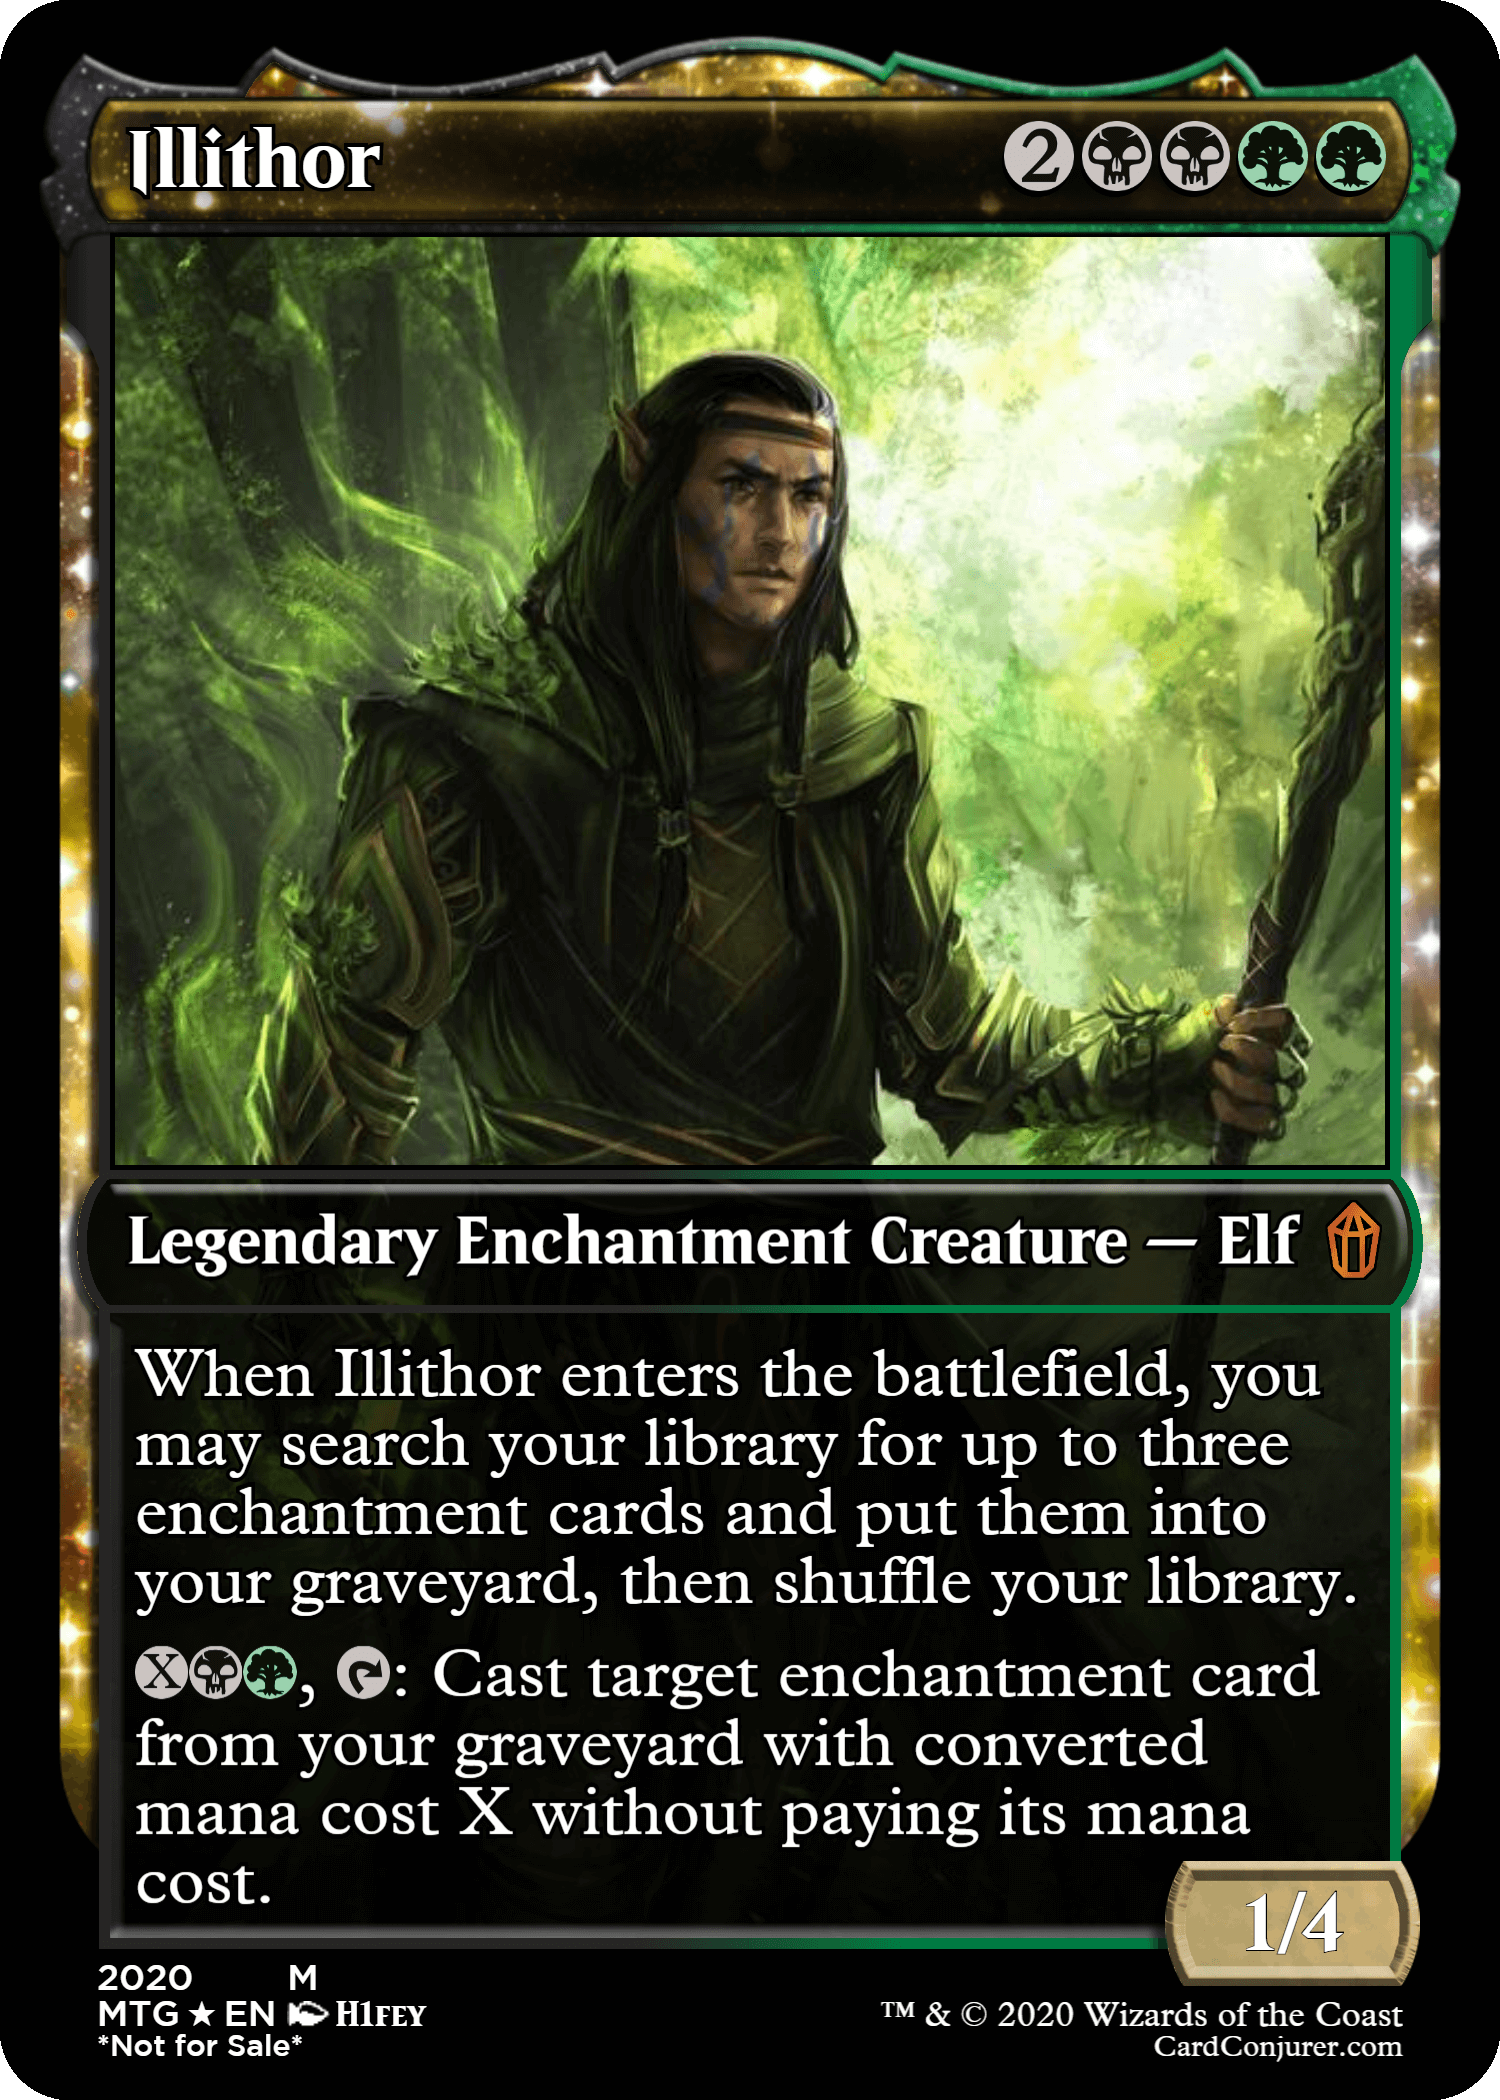 Illithor 2
Legendary Enchantment Creature — Elf
When Illithor enters the battlefield, you
may search your library for up to three
enchantment cards and put them into
your graveyard, then shuffle your library.
X, : Cast target enchantment card
from your graveyard with converted
mana cost X without paying its mana
cost.
1/4
2020 M
MTG ★ EN H1FEY
™ & © 2020 Wizards of the Coast
*Not for Sale*
CardConjurer.com